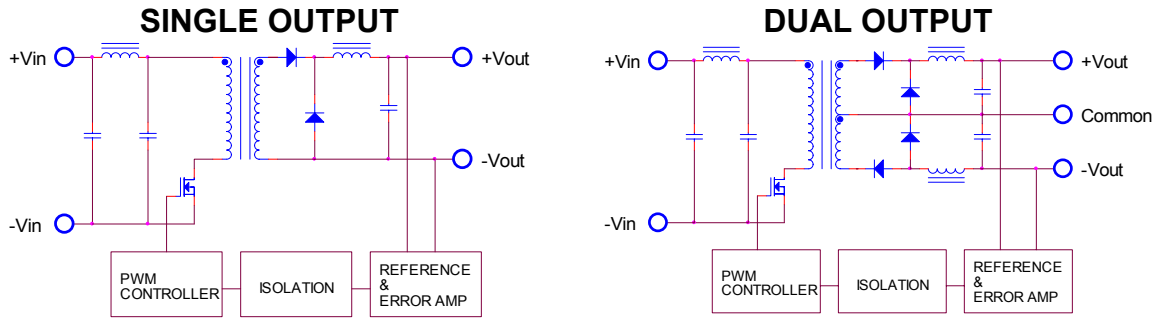 SINGLE OUTPUT
+Vin
+Vout
-Vout
-Vin
PWM
CONTROLLER
ISOLATION
REFERENCE
&
ERROR AMP
DUAL OUTPUT
+Vin
+Vout
Common
-Vout
-Vin
PWM
CONTROLLER
ISOLATION
REFERENCE
&
ERROR AMP